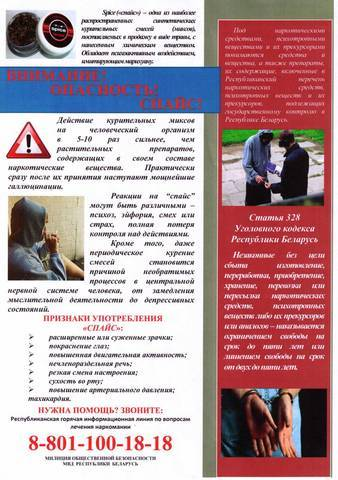 Spice («спайс») – одна из наиболее
распространенных синтетических
курительных смесей (миксов),
поставляемых в продажу в виде травы, с
нанесенным химическим веществом.
Обладает психоактивным воздействием,
имитирующим марихуану.
ВНИМАНИЕ!
ОПАСНОСТЬ!
СПАЙС!
Действие курительных миксов
на человеческий организм
в 5-10 раз сильнее, чем
растительных препаратов,
содержащих в своем составе
наркотические вещества. Практически
сразу после их принятия наступают мощнейшие
галлюцинации.
Реакции на "спайс"
могут быть различными –
психоз, эйфория, смех или
страх, полная потеря
контроля над действиями.
Кроме того, даже
периодическое курение
смесей становится
причиной необратимых
процессов в центральной
нервной системе человека, от замедления
мыслительной деятельности до депрессивных
состояний.
ПРИЗНАКИ УПОТРЕБЛЕНИЯ
«СПАЙС»:
расширенные или суженные зрачки;
покраснение глаз;
повышенная двигательная активность;
нечленораздельная речь;
резкая смена настроения;
сухость во рту;
повышение артериального давления;
тахикардия.
НУЖНА ПОМОЩЬ? ЗВОНИТЕ:
Республиканская горячая информационная линия по вопросам
лечения наркомании
8-801-100-18-18
МИЛИЦИЯ ОБЩЕСТВЕННОЙ БЕЗОПАСНОСТИ
МВД РЕСПУБЛИКИ БЕЛАРУСЬ
Под наркотическими
средствами, психотропными
веществами и их прекурсорами
понимаются средства и
вещества, а также препараты,
их содержащие, включенные в
Республиканский перечень
наркотических средств,
психотропных веществ и их
прекурсоров, подлежащих
государственному контролю в
Республике Беларусь.
Статья 328
Уголовного кодекса
Республики Беларусь
Незаконные без цели
сбыта изготовление,
переработка, приобретение,
хранение, перевозка или
пересылка наркотических
средств, психотропных
веществ либо их прекурсоров
или аналогов – наказывается
ограничением свободы на
срок до пяти лет или
лишением свободы на срок
от двух до пяти лет.